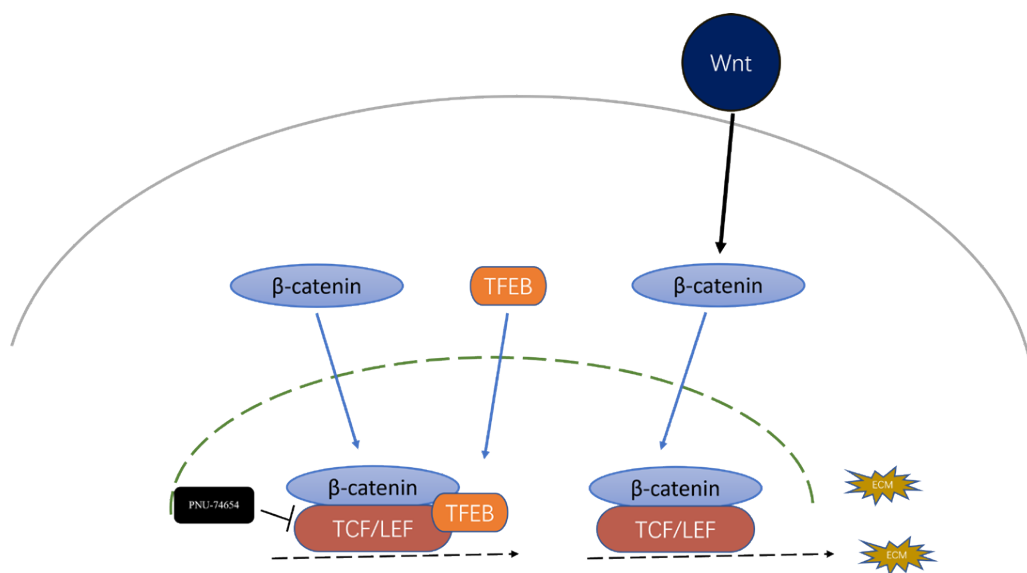 Wnt
β-catenin
TFEB
β-catenin
β-catenin
TFEB
TCF/LEF
PNU-74654
β-catenin
TCF/LEF
ECM
ECM